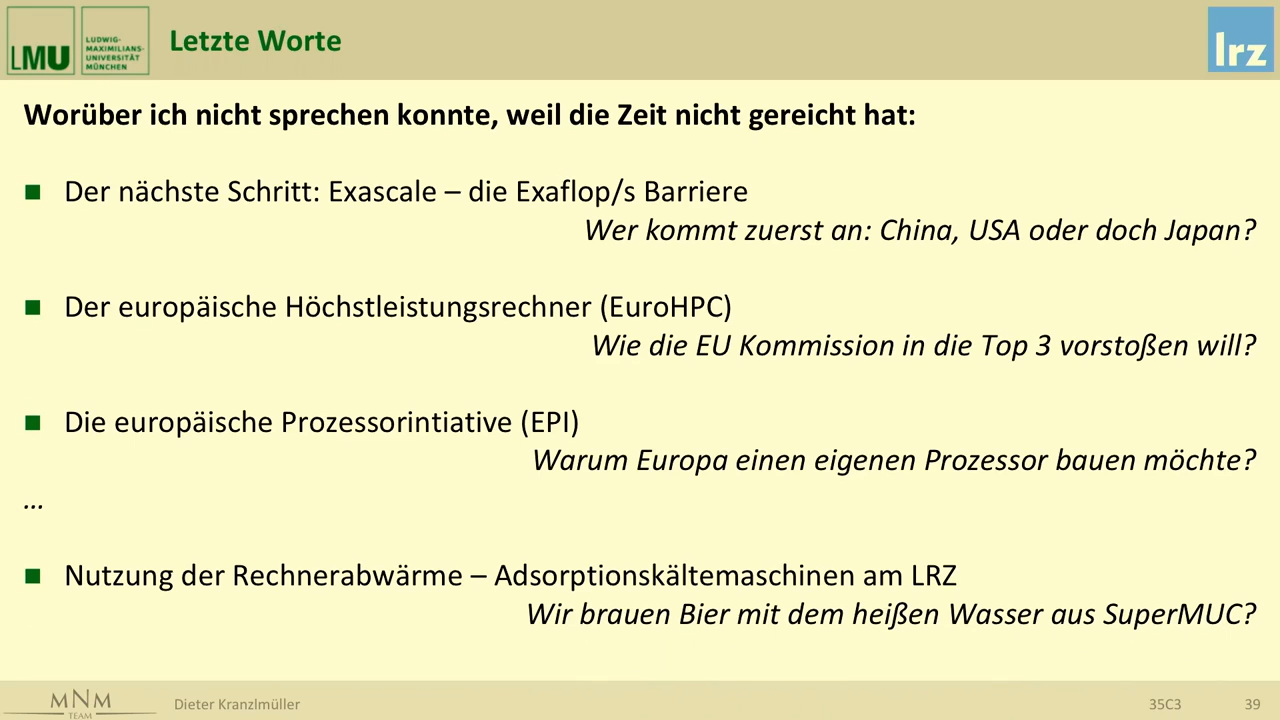 LMU
LUDWIG-
MAXIMILIANS-
UNIVERSITÄT
MÜNCHEN
Letzte Worte
lrz
Worüber ich nicht sprechen konnte, weil die Zeit nicht gereicht hat:
Der nächste Schritt: Exascale – die Exaflop/s Barriere
Wer kommt zuerst an: China, USA oder doch Japan?
Der europäische Höchstleistungsrechner (EuroHPC)
Wie die EU Kommission in die Top 3 vorstoßen will?
Die europäische Prozessorintiative (EPI)
Warum Europa einen eigenen Prozessor bauen möchte?
…
Nutzung der Rechnerabwärme – Adsorptionskältemaschinen am LRZ
Wir brauen Bier mit dem heißen Wasser aus SuperMUC?
MNM
TEAM
Dieter Kranzlmüller
35C3
39